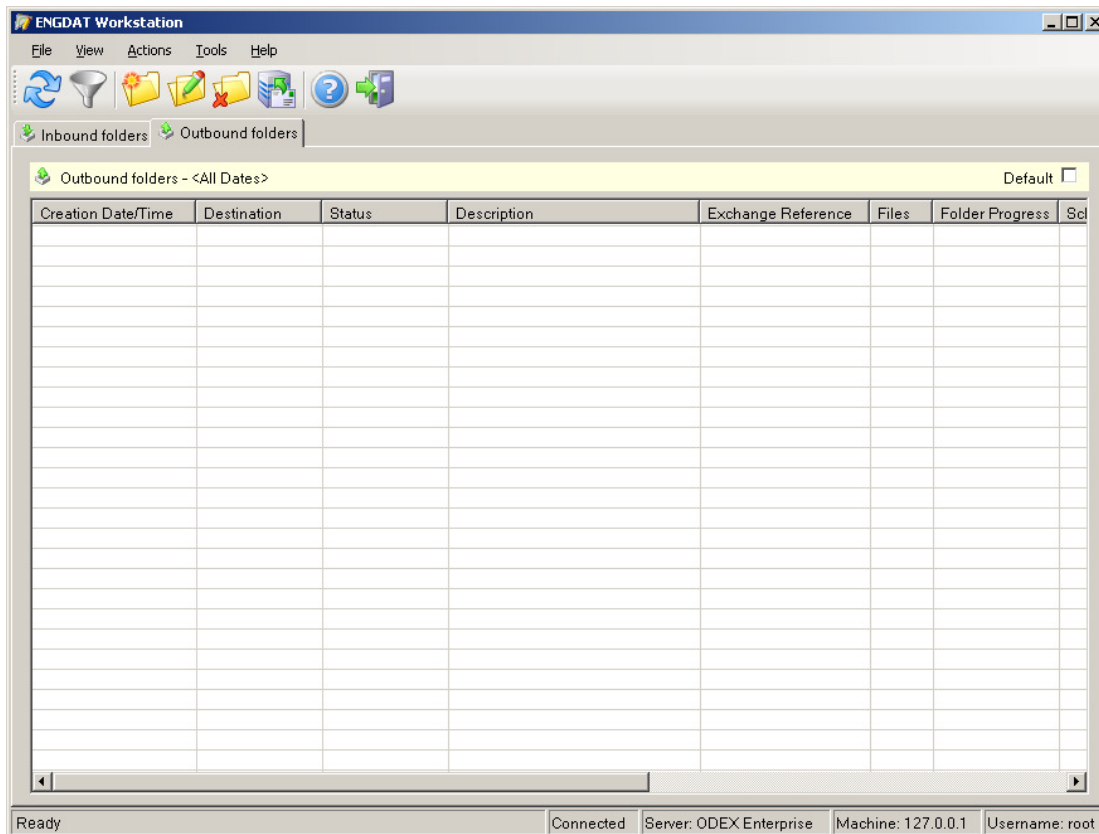 ENGDAT Workstation
File View Actions Tools Help
Inbound folders Outbound folders
Outbound folders - <All Dates> Default
Creation Date/Time Destination Status Description Exchange Reference Files Folder Progress Scl
Ready Connected Server: ODEX Enterprise Machine: 127.0.0.1 Username: root